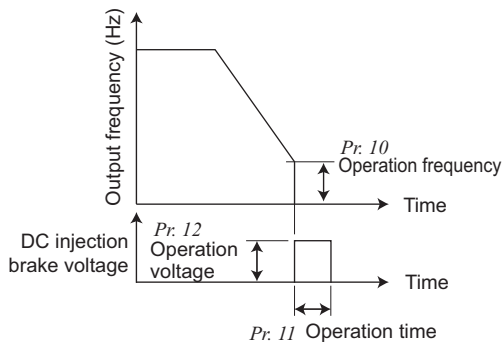 Output frequency (Hz)
Pr. 10
Operation frequency
Time
DC injection
brake voltage
Pr. 12
Operation
voltage
Time
Pr. 11 Operation time